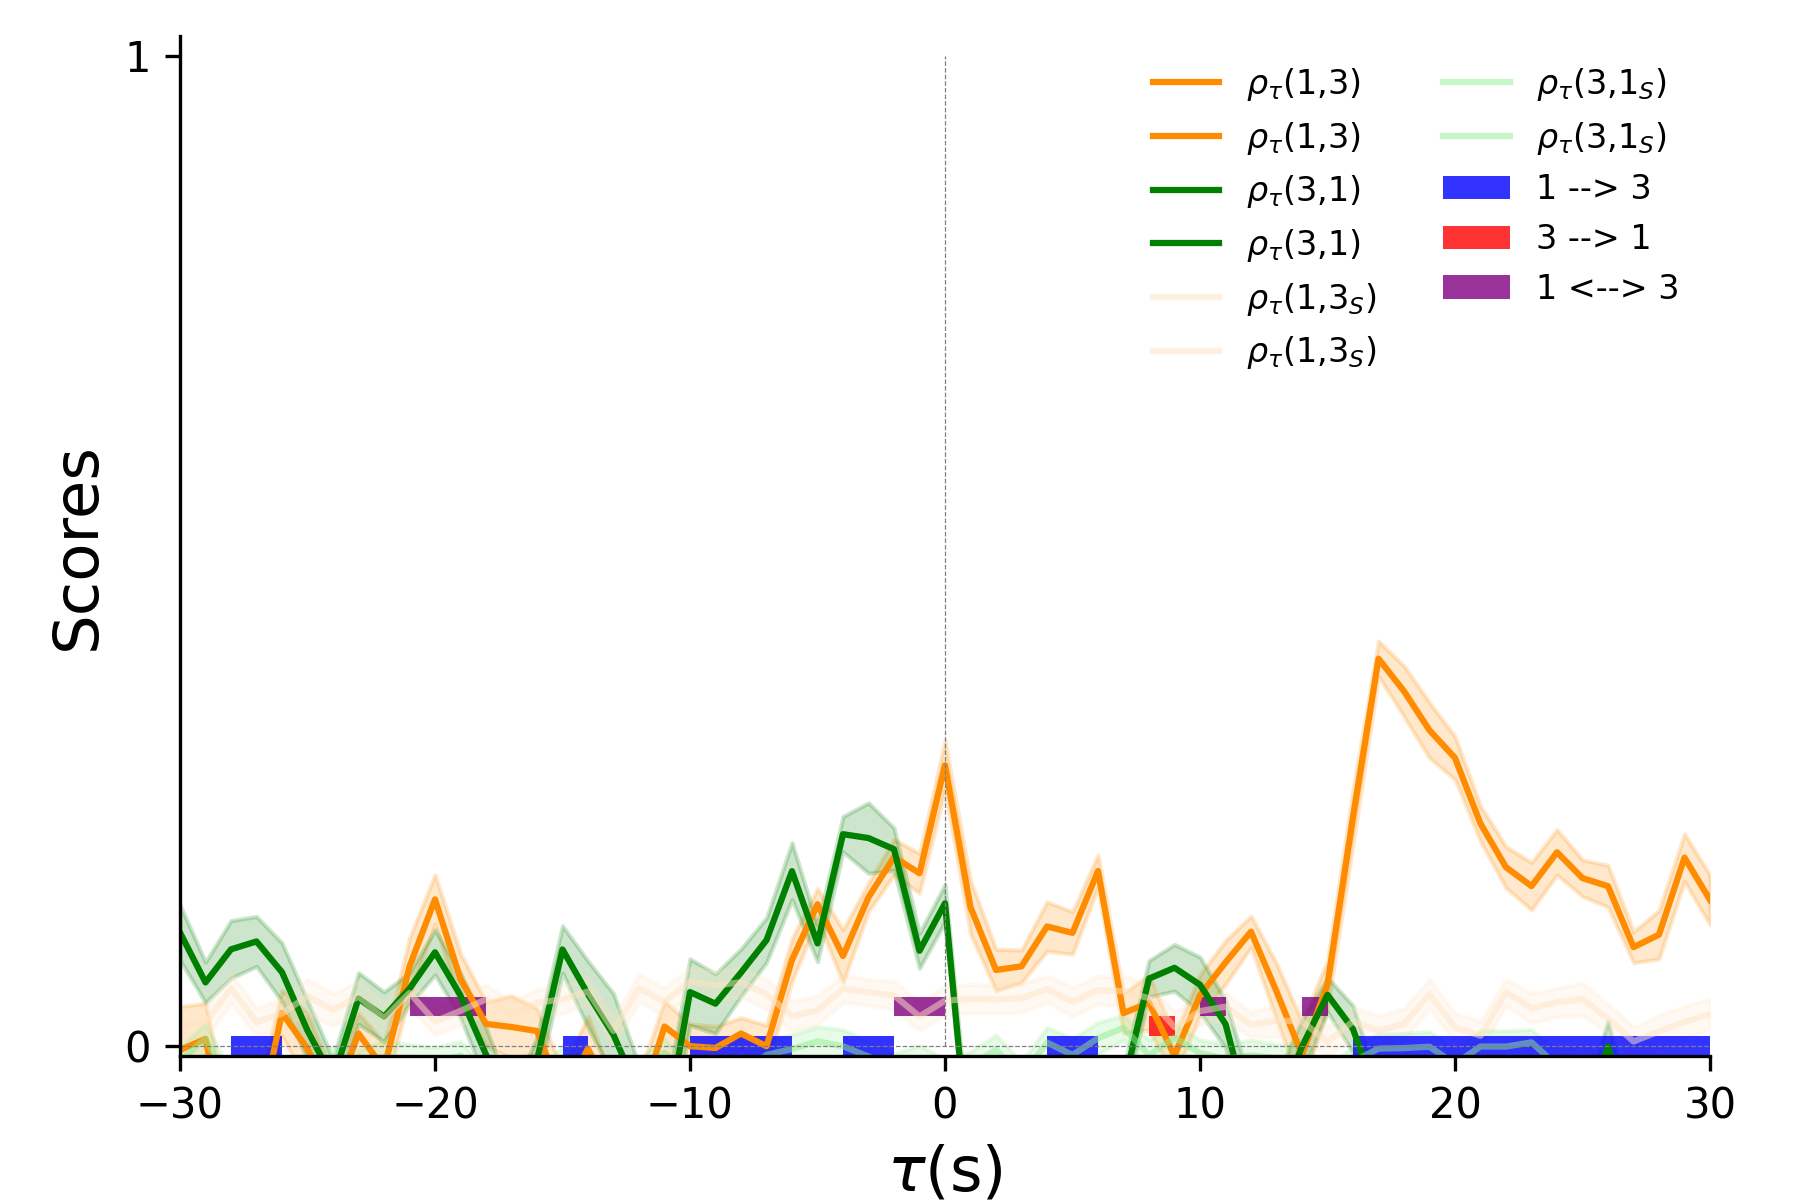 1
ρτ(1,3)
ρτ(1,3)
ρτ(3,1)
ρτ(3,1)
ρτ(1,3S)
ρτ(1,3S)
ρτ(3,1S)
ρτ(3,1S)
1 --> 3
3 --> 1
1 <--> 3
Scores
0
−30 −20 −10 0 10 20 30
τ(s)